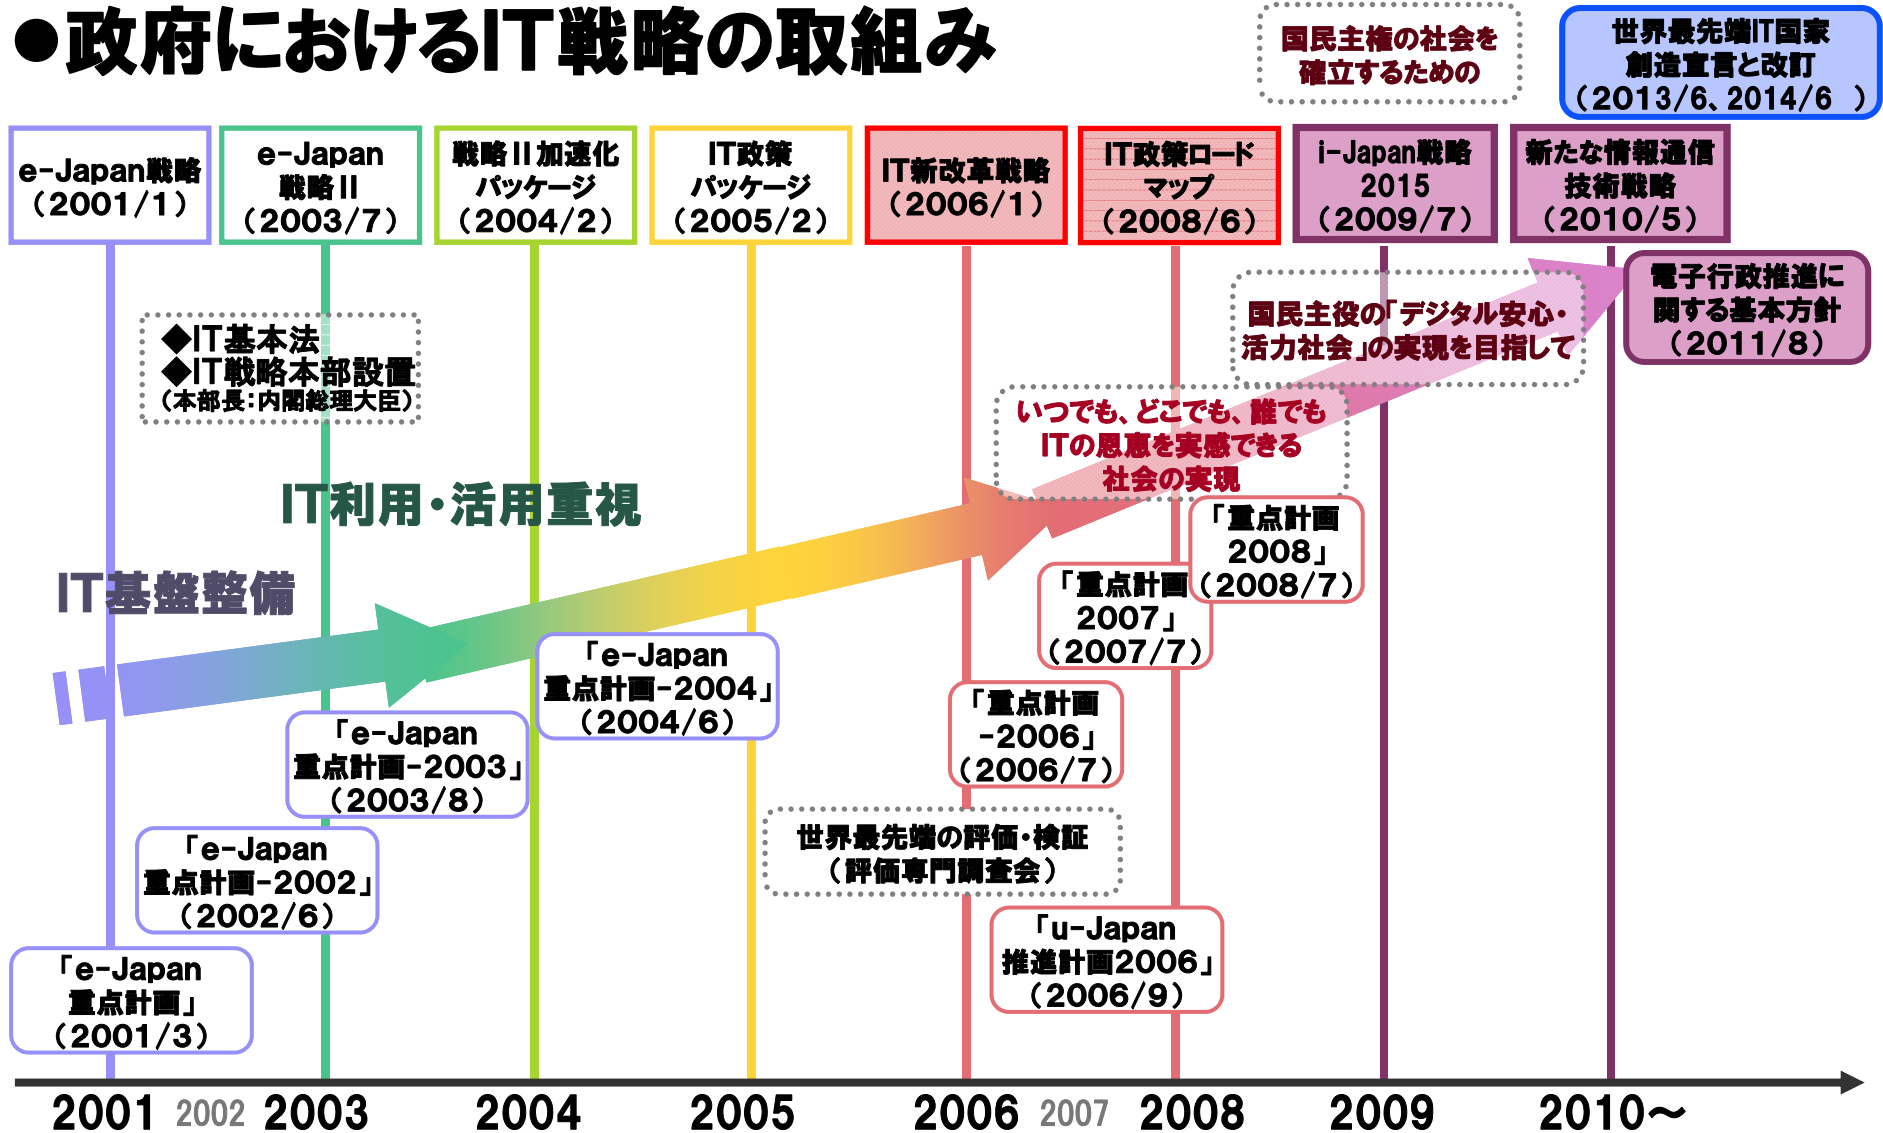 ●政府におけるIT戦略の取組み
国民主権の社会を
確立するための
世界最先端IT国家
創造宣言と改訂
（2013/6、2014/6 ）
e-Japan戦略
（2001/1）
e-Japan
戦略Ⅱ
（2003/7）
戦略Ⅱ加速化
パッケージ
（2004/2）
IT政策
パッケージ
（2005/2）
IT新改革戦略
（2006/1）
IT政策ロード
マップ
（2008/6）
i-Japan戦略
2015
（2009/7）
新たな情報通信
技術戦略
（2010/5）
電子行政推進に
関する基本方針
（2011/8）
国民主役の「デジタル安心・
活力社会」の実現を目指して
◆IT基本法
◆IT戦略本部設置
（本部長：内閣総理大臣）
いつでも、どこでも、誰でも
ITの恩恵を実感できる
社会の実現
IT利用・活用重視
IT基盤整備
「重点計画
2008」
（2008/7）
「重点計画
2007」
（2007/7）
「e-Japan
重点計画-2004」
（2004/6）
「重点計画
-2006」
（2006/7）
「e-Japan
重点計画-2003」
（2003/8）
世界最先端の評価・検証
（評価専門調査会）
「e-Japan
重点計画-2002」
（2002/6）
「u-Japan
推進計画2006」
（2006/9）
「e-Japan
重点計画」
（2001/3）
2001 2002 2003 2004 2005 2006 2007 2008 2009 2010～